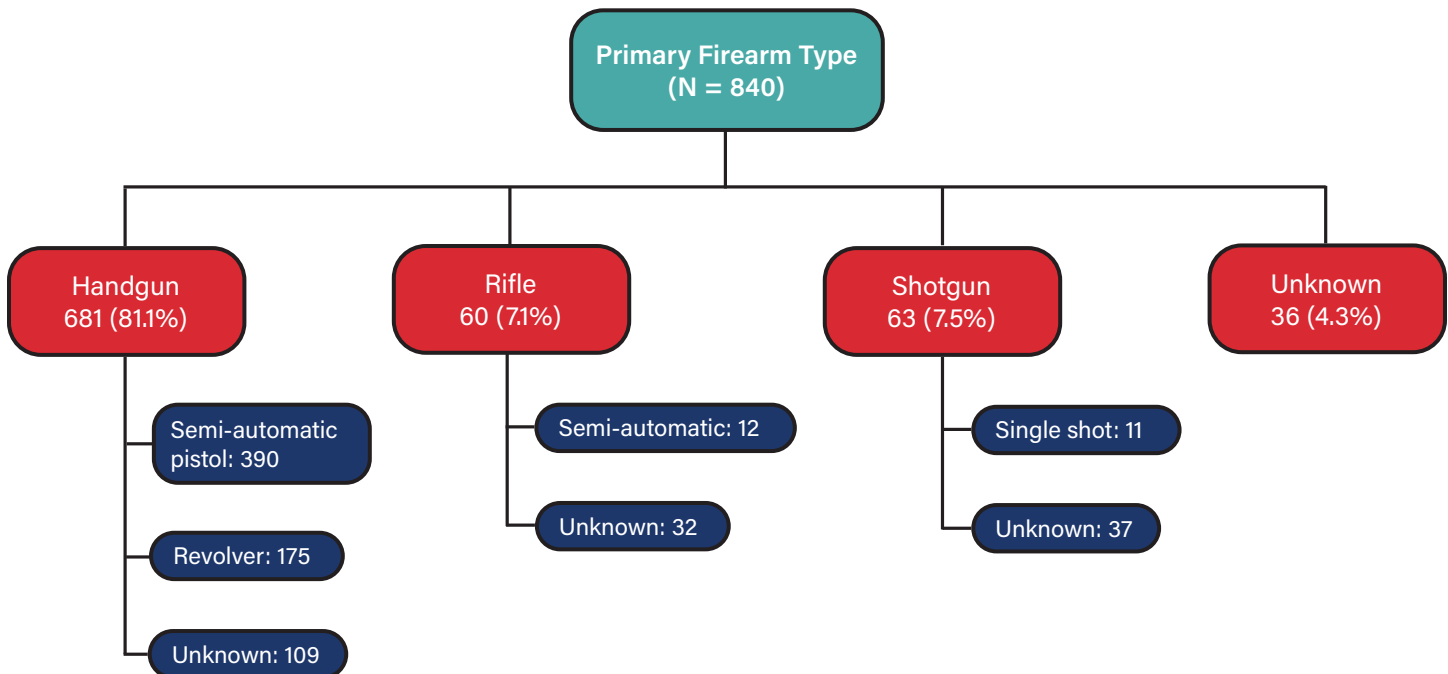 Primary Firearm Type
(N = 840)
Handgun
681 (81.1%)
Rifle
60 (7.1%)
Shotgun
63 (7.5%)
Unknown
36 (4.3%)
Semi-automatic
pistol: 390
Revolver: 175
Unknown: 109
Semi-automatic: 12
Unknown: 32
Single shot: 11
Unknown: 37